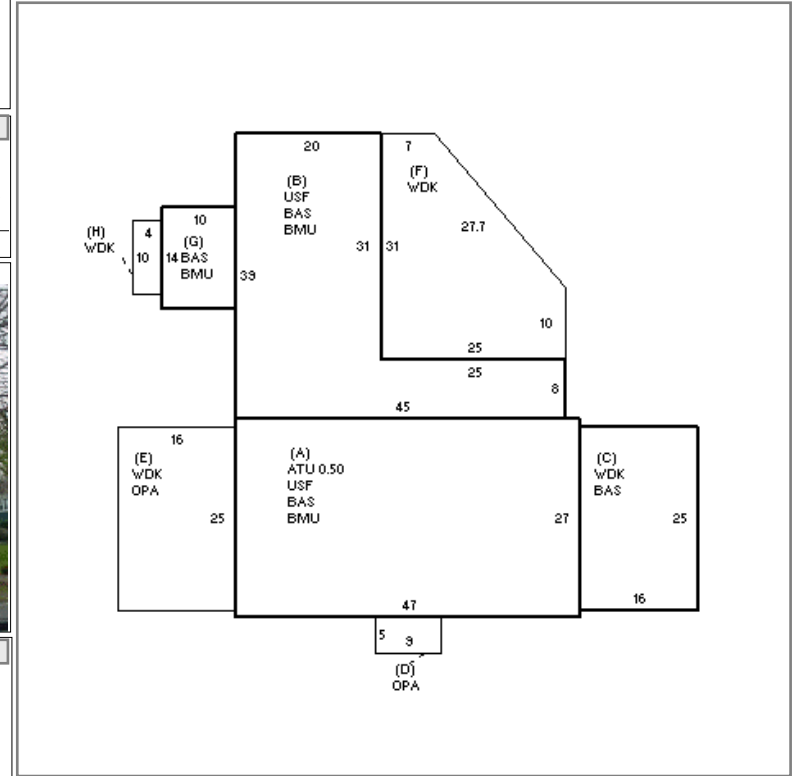 20
7
(B)
USF
BAS
BMU
(F)
WDK
27.7
10
4
(H)
WDK
(G)
10
14 BAS
BMU
39
31
31
10
25
25
8
45
16
(E)
WDK
OPA
25
(A)
ATU 0.50
USF
BAS
BMU
27
(C)
WDK
BAS
25
16
47
5
9
(D)
OPA